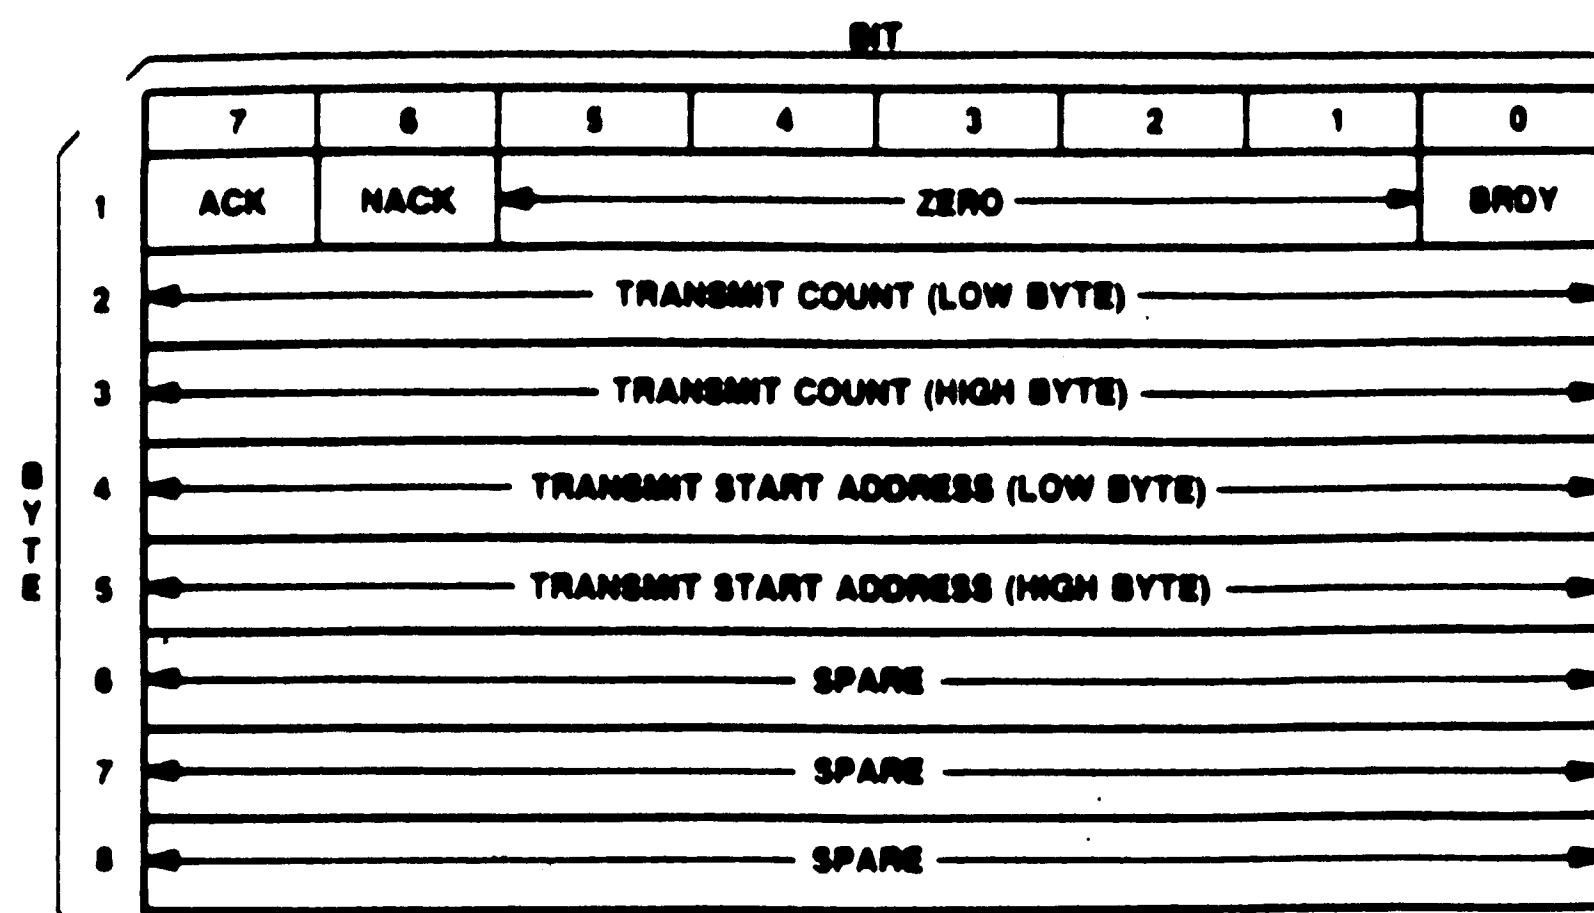 BIT
7 6 5 4 3 2 1 0
1 ACK NACK ZERO BRDY
2 TRANSMIT COUNT (LOW BYTE)
3 TRANSMIT COUNT (HIGH BYTE)
4 TRANSMIT START ADDRESS (LOW BYTE)
BYTE
5 TRANSMIT START ADDRESS (HIGH BYTE)
6 SPARE
7 SPARE
8 SPARE